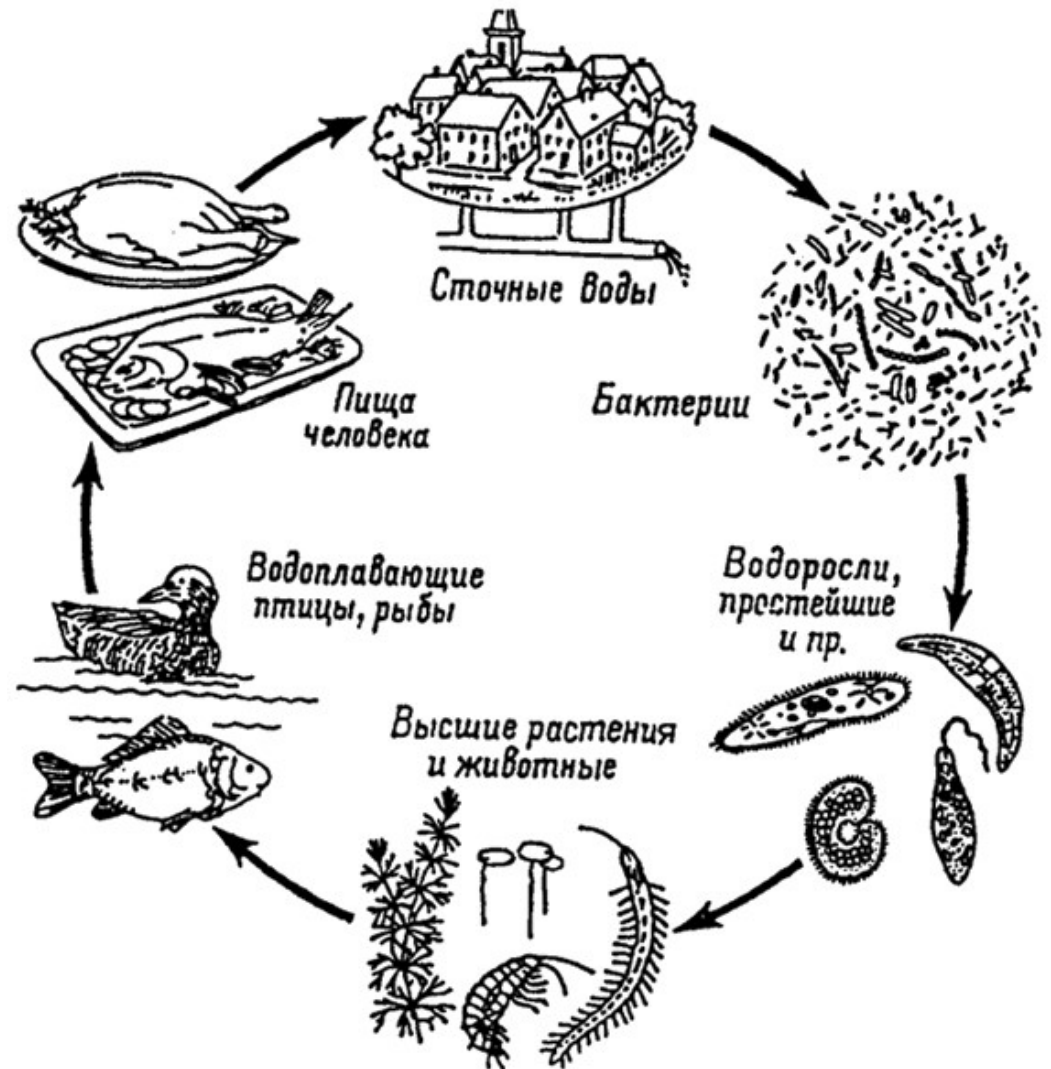 Сточные воды
Бактерии
Водоросли,
простейшие
и пр.
Высшие растения
и животные
Водоплавающие
птицы, рыбы
Пища
человека